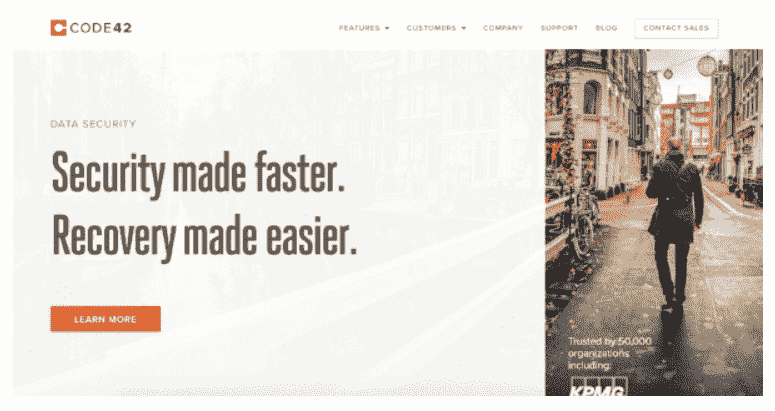 CODE42
FEATURES CUSTOMERS COMPANY SUPPORT BLOG CONTACT SALES
DATA SECURITY
Security made faster.
Recovery made easier.
LEARN MORE
Trusted by 50,000
organizations
including:
KPMG